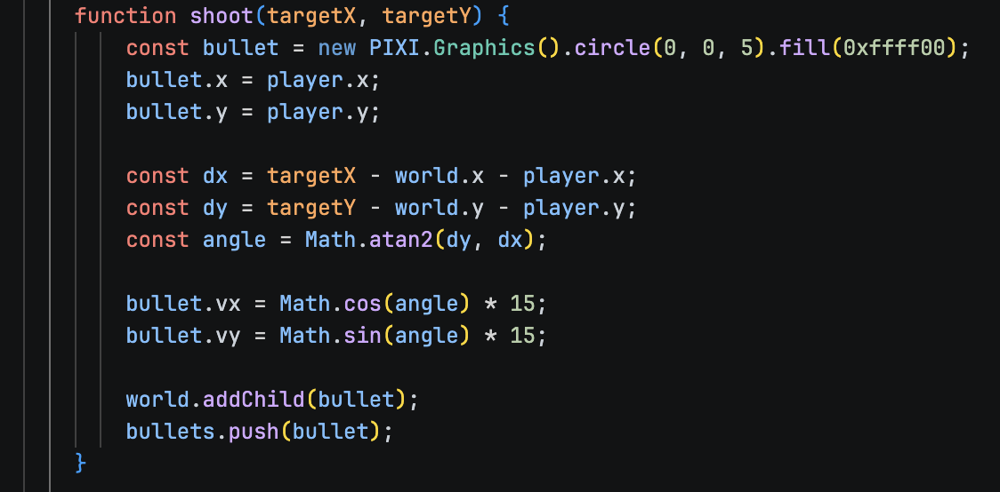 function shoot(targetX, targetY) {
const bullet = new PIXI.Graphics().circle(0, 0, 5).fill(0xffff00);
bullet.x = player.x;
bullet.y = player.y;
const dx = targetX - world.x - player.x;
const dy = targetY - world.y - player.y;
const angle = Math.atan2(dy, dx);
bullet.vx = Math.cos(angle) * 15;
bullet.vy = Math.sin(angle) * 15;
world.addChild(bullet);
bullets.push(bullet);
}